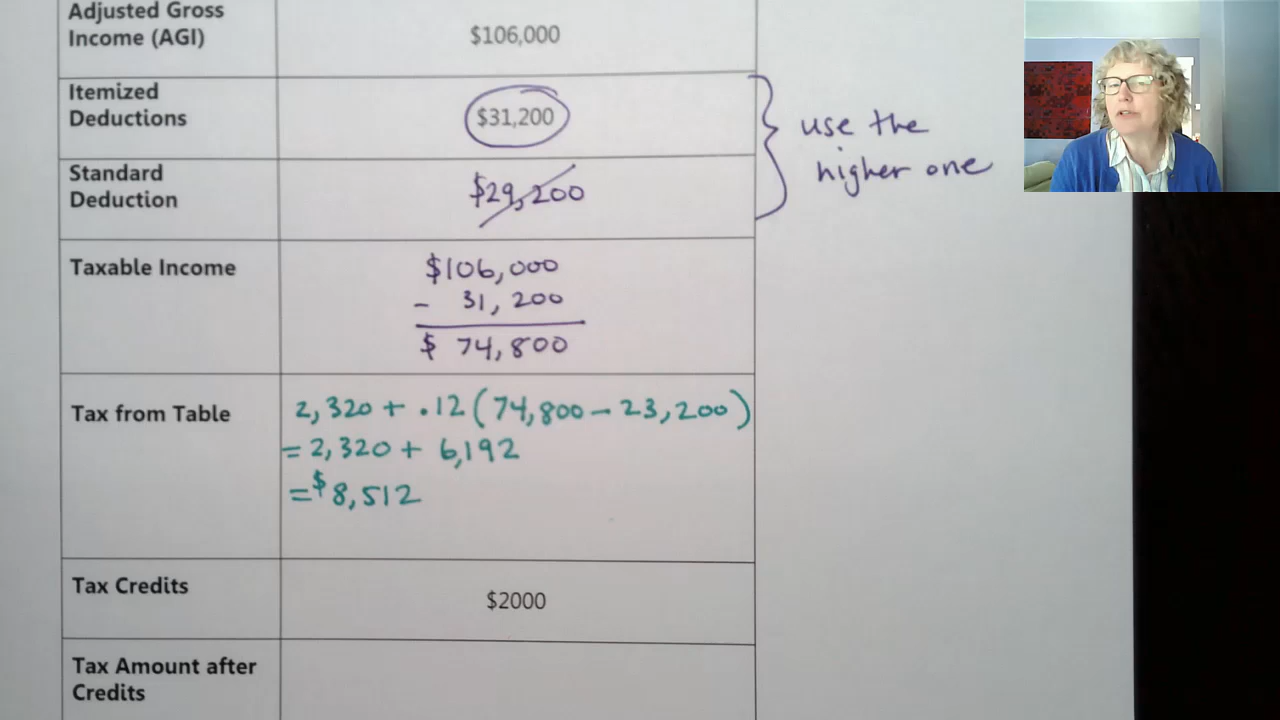 Adjusted Gross
Income (AGI)
$106,000
Itemized
Deductions
$31,200
Standard
Deduction
$29,200
use the
higher one
Taxable Income
$106,000
- 31,200
$ 74,800
Tax from Table
2,320 + .12 (74,800 - 23,200)
= 2,320 + 6,192
= $8,512
Tax Credits
$2000
Tax Amount after
Credits